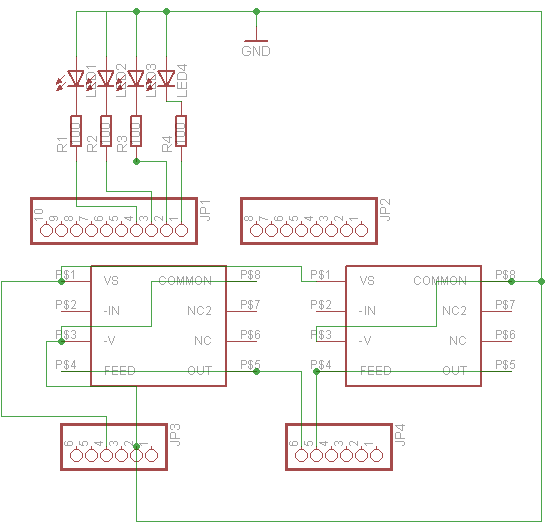 GND
LED1
LED2
LED3
LED4
R1
R2
R3
R4
100
100
100
100
10
9
8
7
6
5
4
3
2
1
JP1
8
7
6
5
4
3
2
1
JP2
P$1 VS COMMON P$8
P$2 -IN NC2 P$7
P$3 -V NC P$6
P$4 FEED OUT P$5
P$1 VS COMMON P$8
P$2 -IN NC2 P$7
P$3 -V NC P$6
P$4 FEED OUT P$5
6
5
4
3
2
1
JP3
6
5
4
3
2
1
JP4